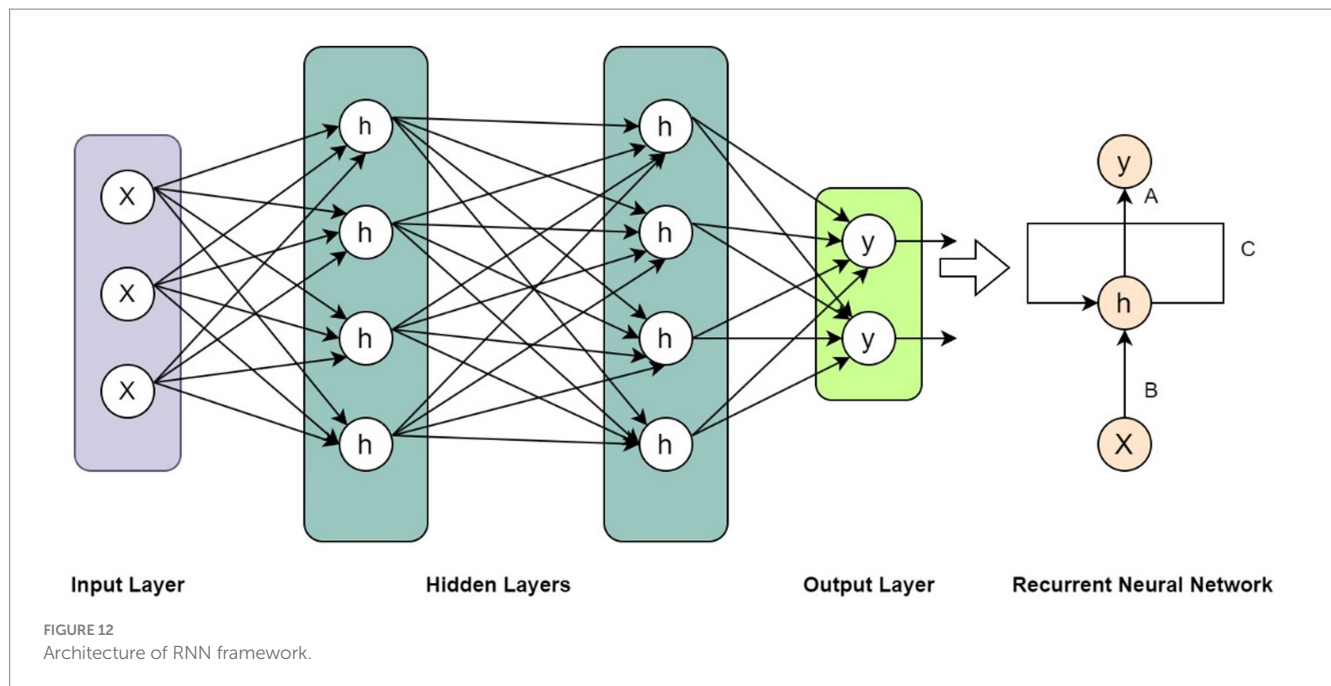 X
X
X
h
h
h
h
h
h
h
h
y
y
y
A
C
h
B
X
Input Layer
Hidden Layers
Output Layer
Recurrent Neural Network
FIGURE 12
Architecture of RNN framework.